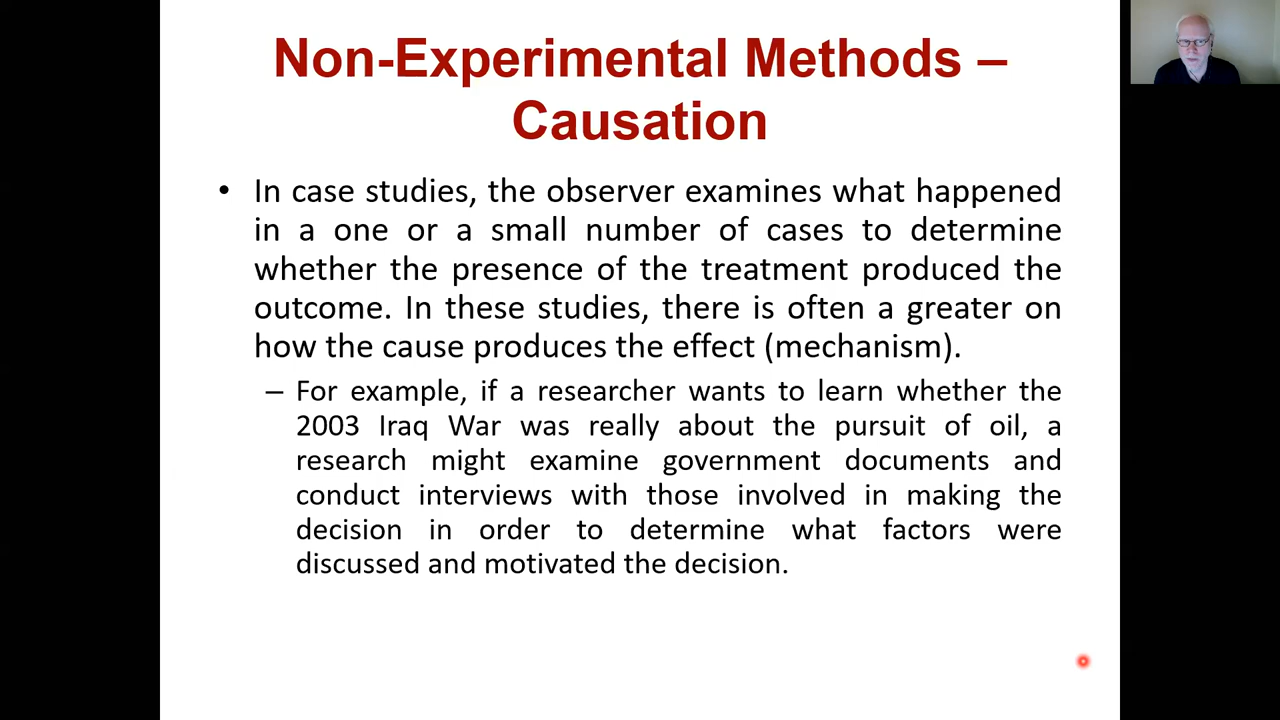 Non-Experimental Methods –
Causation
• In case studies, the observer examines what happened
in a one or a small number of cases to determine
whether the presence of the treatment produced the
outcome. In these studies, there is often a greater on
how the cause produces the effect (mechanism).
– For example, if a researcher wants to learn whether the
2003 Iraq War was really about the pursuit of oil, a
research might examine government documents and
conduct interviews with those involved in making the
decision in order to determine what factors were
discussed and motivated the decision.